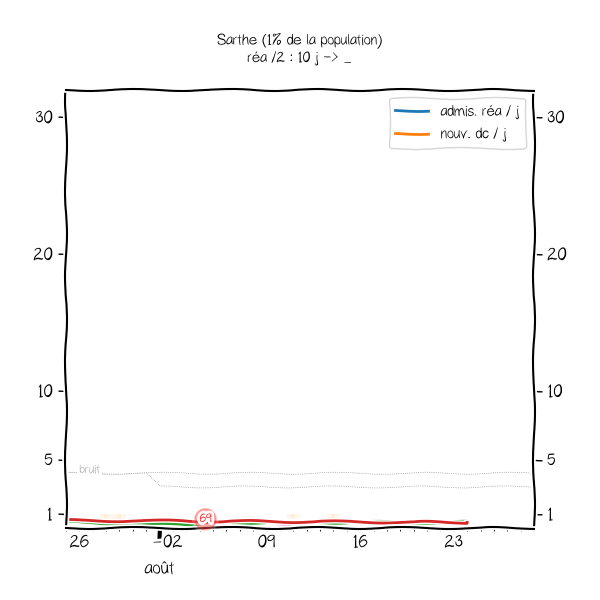 Sarthe (1% de la population)
réa /2 : 10 j -> _
admis. réa / j
nouv. dc / j
30
30
20
20
10
10
5
5
bruit
1
1
69
26
02
09
16
23
août